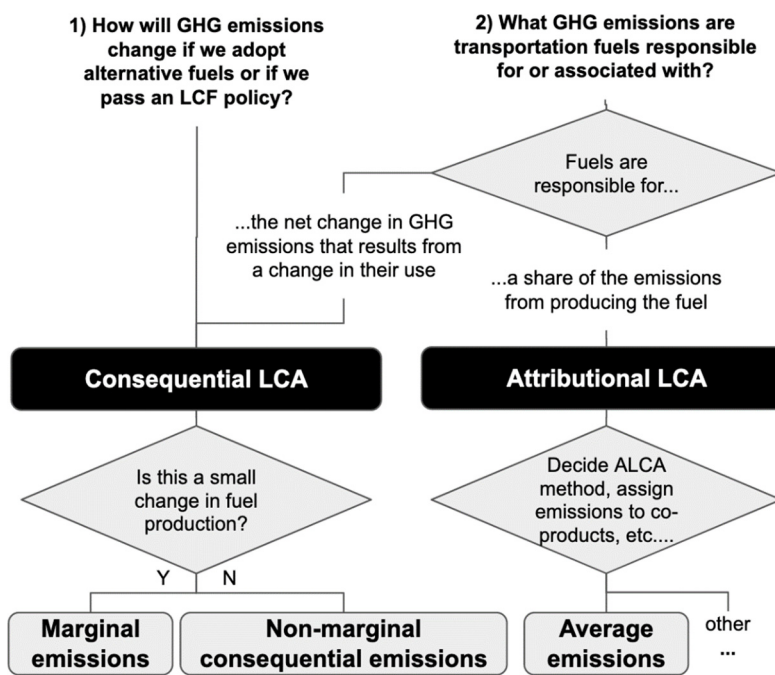 1) How will GHG emissions
change if we adopt
alternative fuels or if we
pass an LCF policy?
2) What GHG emissions are
transportation fuels responsible
for or associated with?
Fuels are
responsible for...
...the net change in GHG
emissions that results from
a change in their use
...a share of the emissions
from producing the fuel
Consequential LCA
Attributional LCA
Is this a small
change in fuel
production?
Decide ALCA
method, assign
emissions to co-
products, etc....
Y
N
Marginal
emissions
Non-marginal
consequential emissions
Average
emissions
other
...